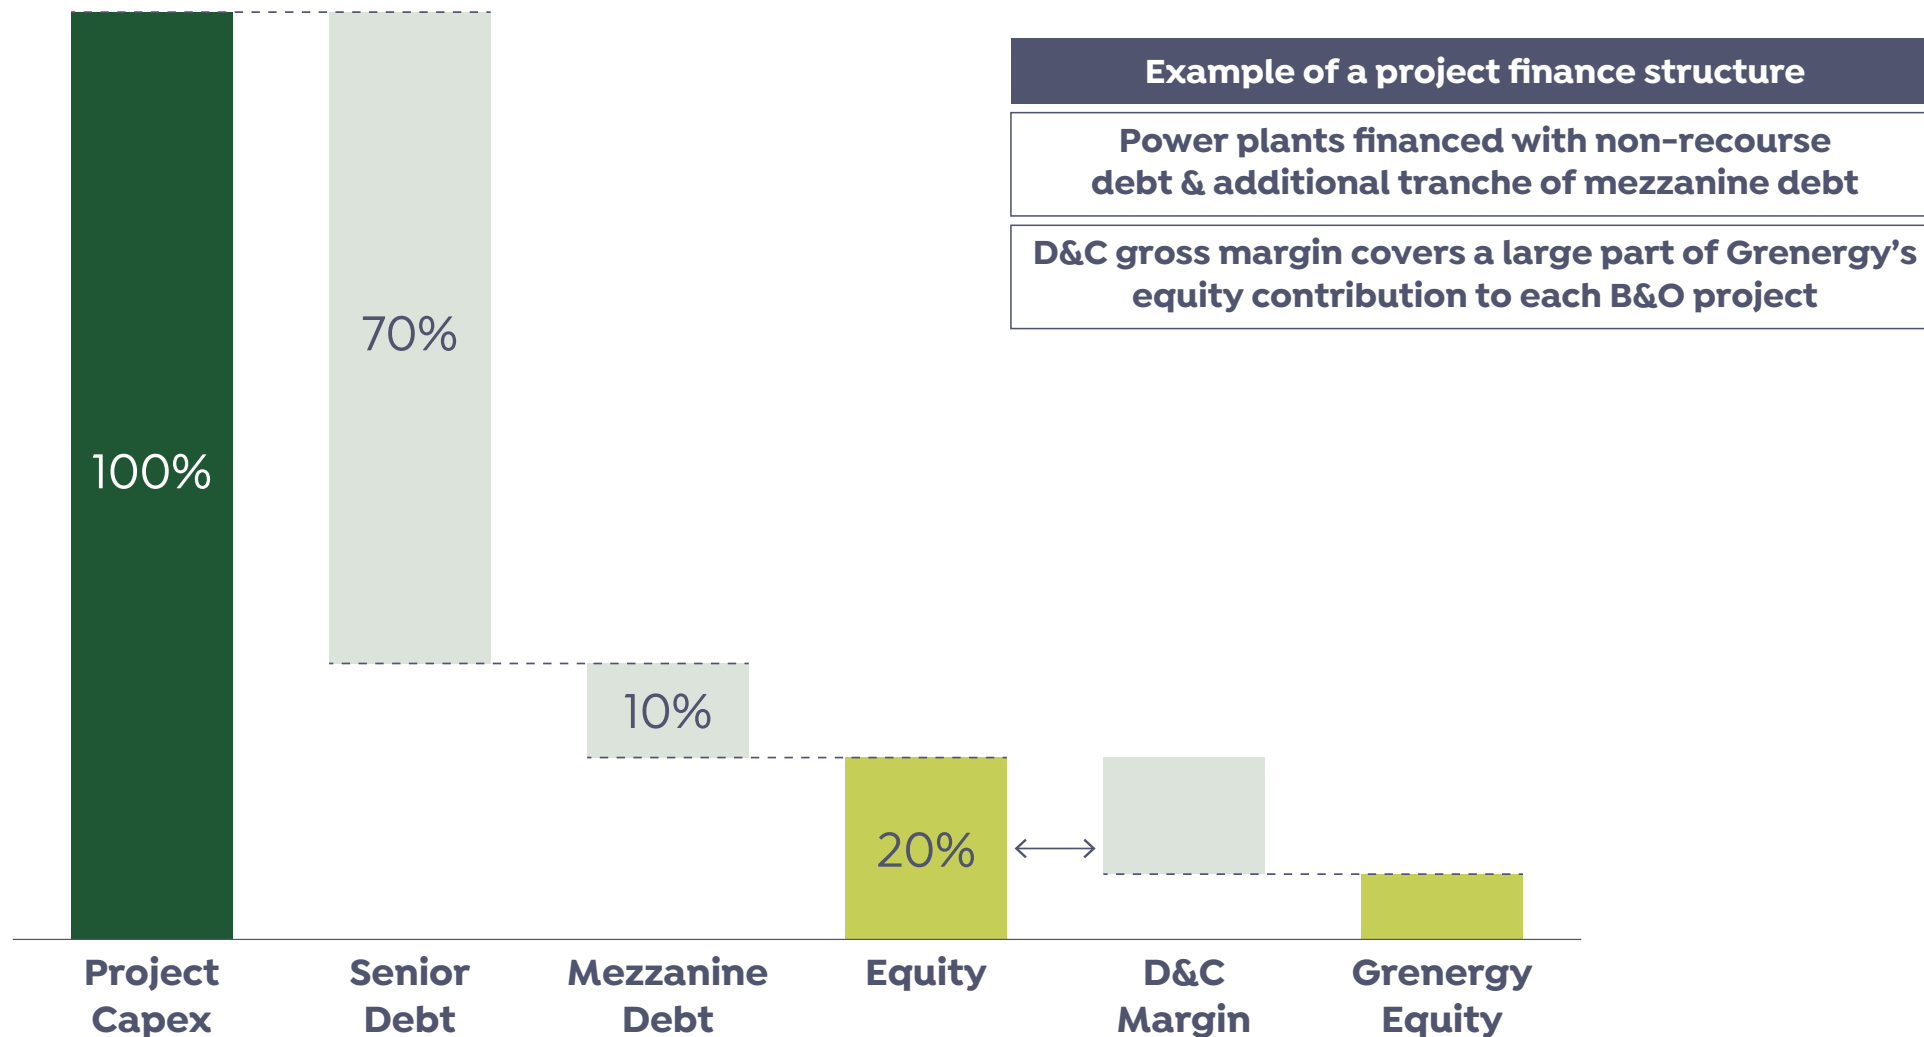 Example of a project finance structure
Power plants financed with non-recourse
debt & additional tranche of mezzanine debt
D&C gross margin covers a large part of Grenergy’s
equity contribution to each B&O project
100%
70%
10%
20%
Project
Capex
Senior
Debt
Mezzanine
Debt
Equity
D&C
Margin
Grenergy
Equity